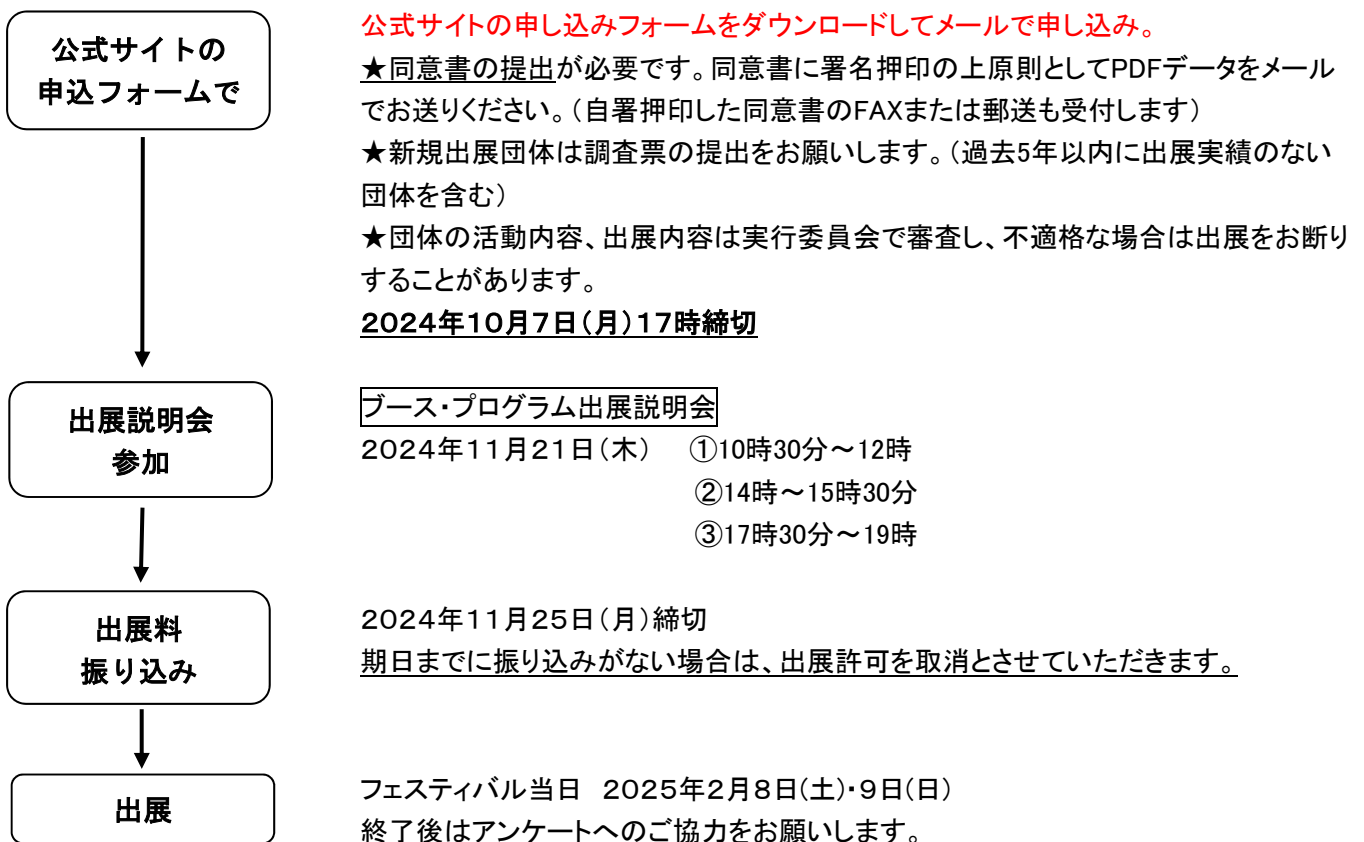 公式サイトの
申込フォームで
公式サイトの申し込みフォームをダウンロードしてメールで申し込み。
★同意書の提出が必要です。同意書に署名押印の上原則としてPDFデータをメール
でお送りください。（自署押印した同意書のFAXまたは郵送も受付します）
★新規出展団体は調査票の提出をお願いします。（過去5年以内に出展実績のない
団体を含む）
★団体の活動内容、出展内容は実行委員会で審査し、不適格な場合は出展をお断り
することがあります。
２０２４年１０月７日（月）１７時締切
出展説明会
参加
ブース・プログラム出展説明会
２０２４年１１月２１日（木）　①10時30分～12時
②14時～15時30分
③17時30分～19時
出展料
振り込み
２０２４年１１月２５日（月）締切
期日までに振り込みがない場合は、出展許可を取消とさせていただきます。
出展
フェスティバル当日　２０２５年２月８日(土)・９日(日)
終了後はアンケートへのご協力をお願いします。